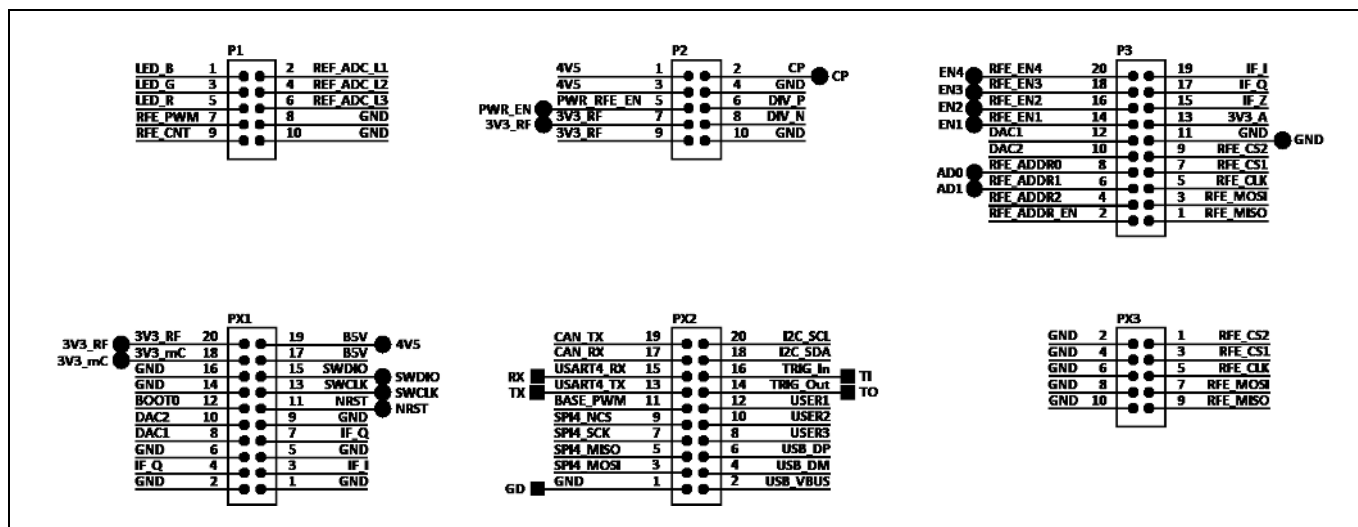 P1
LED_B 1 2 REF_ADC_L1
LED_G 3 4 REF_ADC_L2
LED_R 5 6 REF_ADC_L3
RFE_PWM 7 8 GND
RFE_CNT 9 10 GND
P2
4V5 1 2 CP CP
4V5 3 4 GND
PWR_EN PWR_RFE_EN 5 6 DIV_P
3V3_RF 3V3_RF 7 8 DIV_N
3V3_RF 9 10 GND
P3
EN4 RFE_EN4 20 19 IF_I
EN3 RFE_EN3 18 17 IF_Q
EN2 RFE_EN2 16 15 IF_Z
EN1 RFE_EN1 14 13 3V3_A
DAC1 12 11 GND GND
DAC2 10 9 RFE_CS2
AD0 RFE_ADDR0 8 7 RFE_CS1
AD1 RFE_ADDR1 6 5 RFE_CLK
RFE_ADDR2 4 3 RFE_MOSI
RFE_ADDR_EN 2 1 RFE_MISO
PX1
3V3_RF 3V3_RF 20 19 B5V 4V5
3V3_mC 3V3_mC 18 17 B5V
GND 16 15 SWDIO SWDIO
GND 14 13 SWCLK SWCLK
BOOT0 12 11 NRST NRST
DAC2 10 9 GND
DAC1 8 7 IF_Q
GND 6 5 GND
IF_Q 4 3 IF_I
GND 2 1 GND
PX2
CAN_TX 19 20 I2C_SCL
CAN_RX 17 18 I2C_SDA
RX USART4_RX 15 16 TRIG_In TI
TX USART4_TX 13 14 TRIG_Out TO
BASE_PWM 11 12 USER1
SPI4_NCS 9 10 USER2
SPI4_SCK 7 8 USER3
SPI4_MISO 5 6 USB_DP
SPI4_MOSI 3 4 USB_DM
GD GND 1 2 USB_VBUS
PX3
GND 2 1 RFE_CS2
GND 4 3 RFE_CS1
GND 6 5 RFE_CLK
GND 8 7 RFE_MOSI
GND 10 9 RFE_MISO